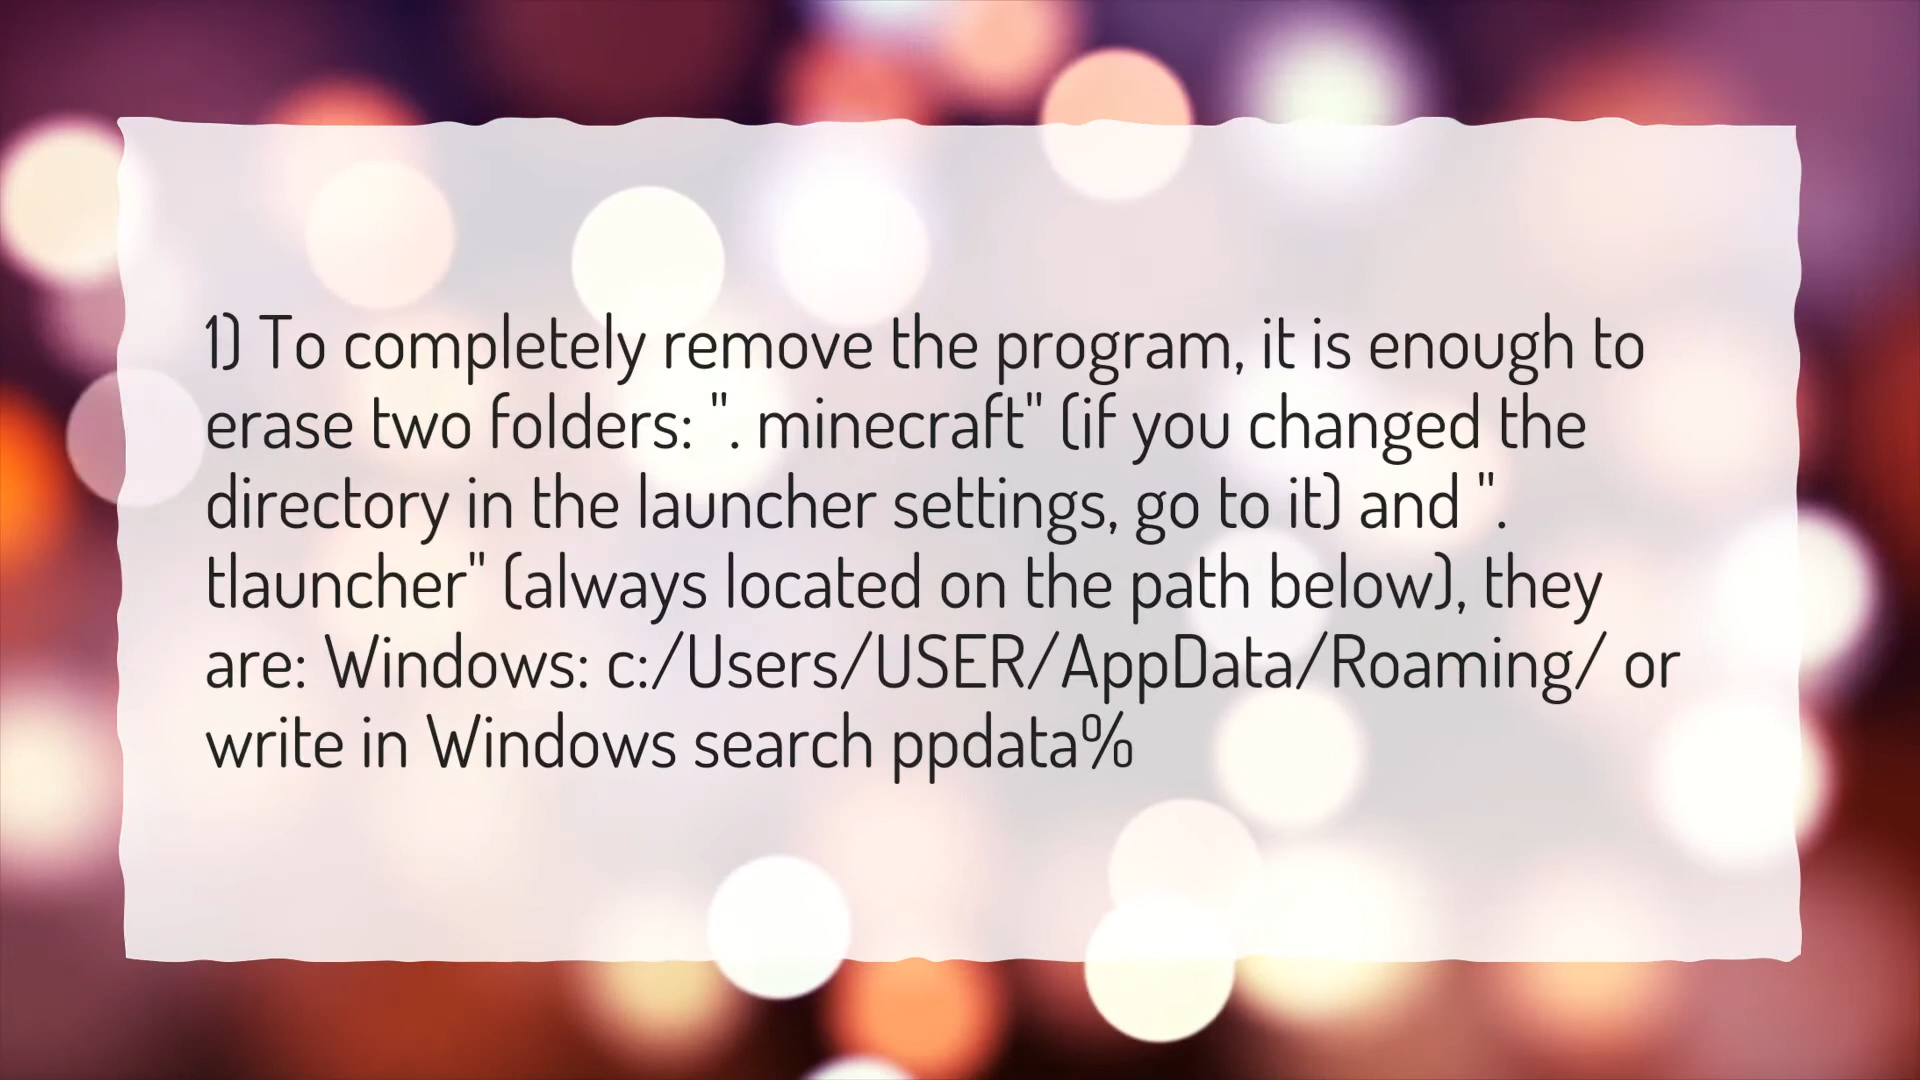 1) To completely remove the program, it is enough to
erase two folders: ". minecraft" (if you changed the
directory in the launcher settings, go to it) and ".
tlauncher" (always located on the path below), they
are: Windows: c:/Users/USER/AppData/Roaming/ or
write in Windows search ppdata%